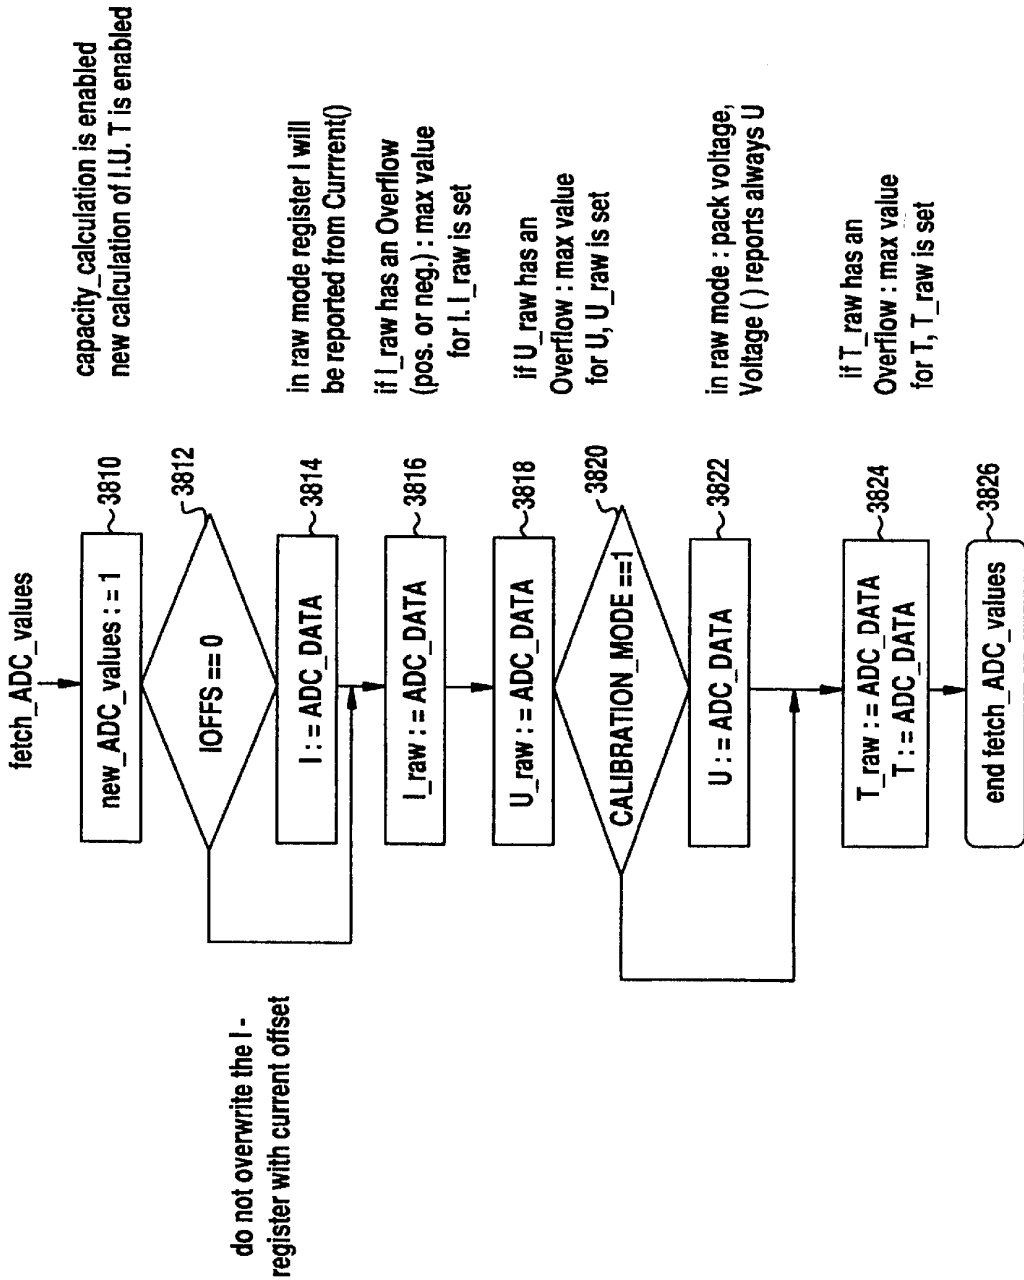 fetch_ADC_values
new_ADC_values : = 1
3810
capacity_calculation is enabled
new calculation of I.U. T is enabled
IOFFS == 0
3812
do not overwrite the I -
register with current offset
I : = ADC_DATA
3814
in raw mode register I will
be reported from Currrent()
I_raw : = ADC_DATA
3816
if I_raw has an Overflow
(pos. or neg.) : max value
for I. I_raw is set
U_raw : = ADC_DATA
3818
if U_raw has an
Overflow : max value
for U, U_raw is set
CALIBRATION_MODE ==1
3820
U : = ADC_DATA
3822
in raw mode : pack voltage,
Voltage ( ) reports always U
T_raw : = ADC_DATA
T : = ADC_DATA
3824
if T_raw has an
Overflow : max value
for T, T_raw is set
end fetch_ADC_values
3826